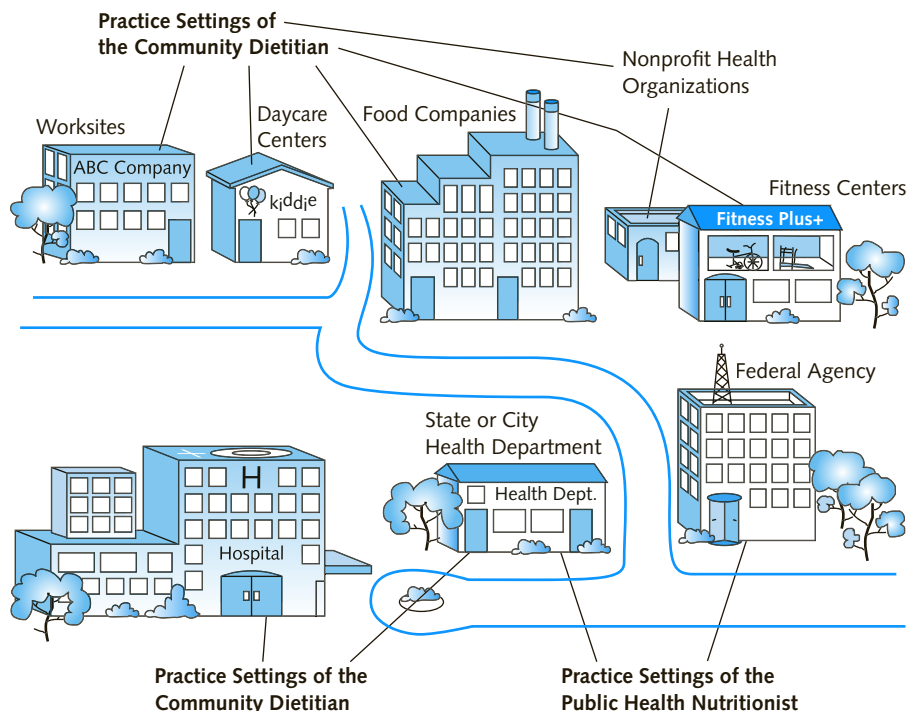 Practice Settings of
the Community Dietitian
Nonprofit Health
Organizations
Worksites
Daycare
Centers
Food Companies
Fitness Centers
ABC Company
kiddie
Fitness Plus+
Federal Agency
State or City
Health Department
H
Health Dept.
Hospital
Practice Settings of the
Community Dietitian
Practice Settings of the
Public Health Nutritionist